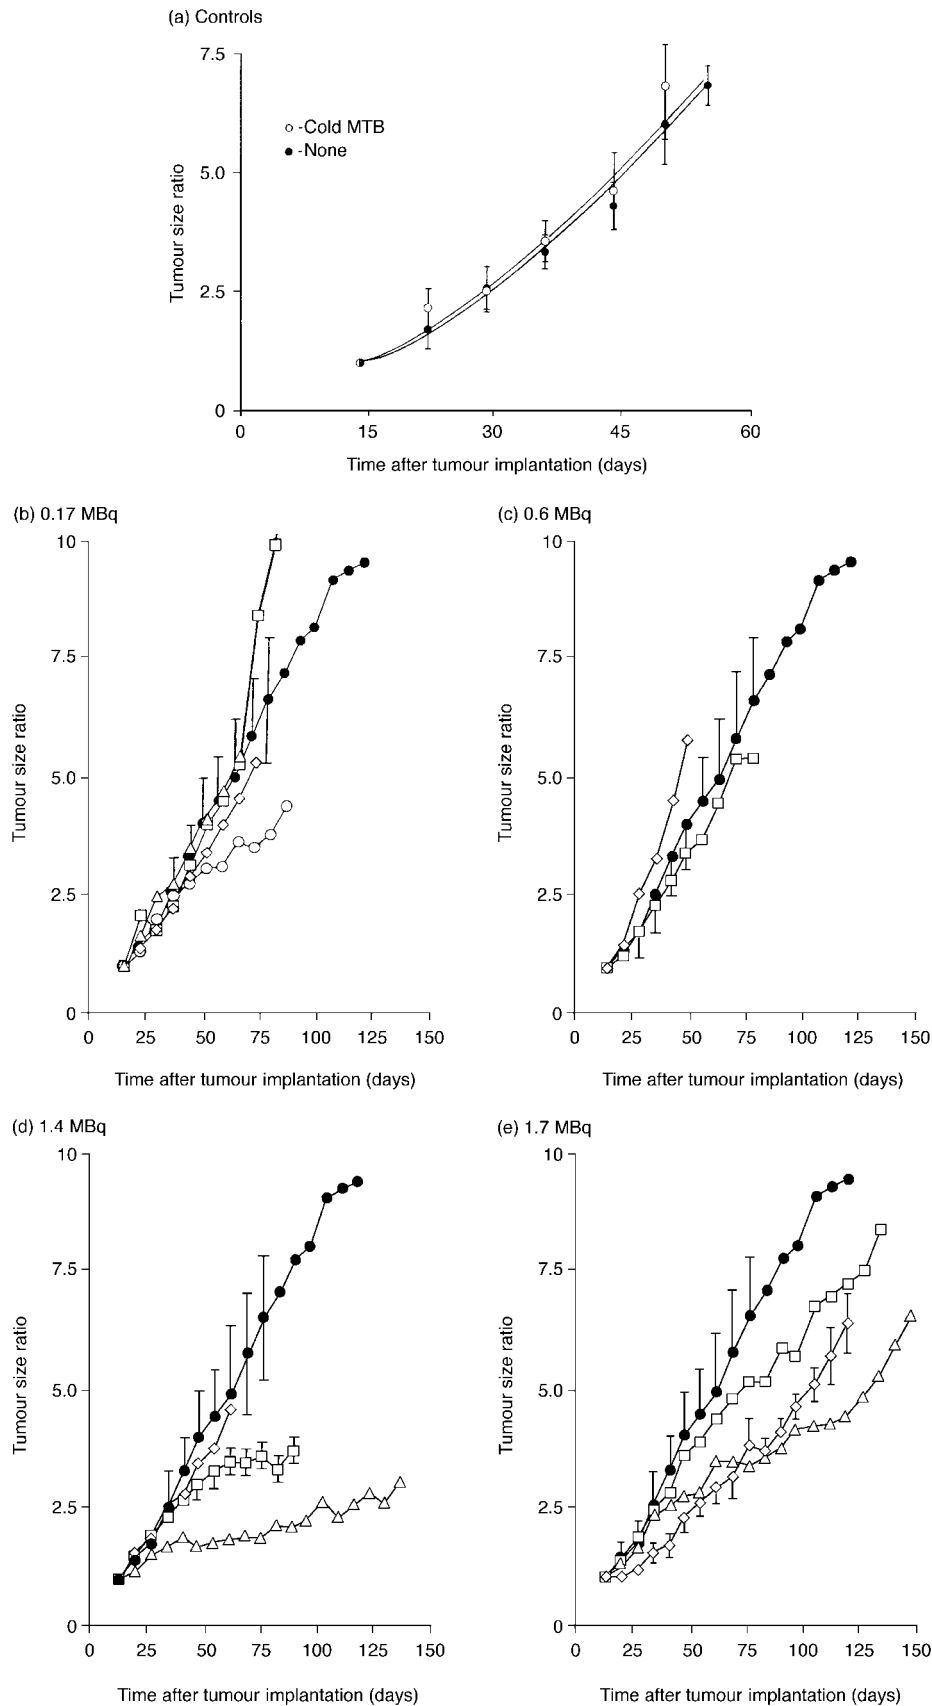 (a) Controls
7.5
5.0
2.5
0
-Cold MTB
-None
Tumour size ratio
0 15 30 45 60
Time after tumour implantation (days)
(b) 0.17 MBq
10
7.5
5.0
2.5
0
Tumour size ratio
0 25 50 75 100 125 150
Time after tumour implantation (days)
(c) 0.6 MBq
10
7.5
5.0
2.5
0
Tumour size ratio
0 25 50 75 100 125 150
Time after tumour implantation (days)
(d) 1.4 MBq
10
7.5
5.0
2.5
0
Tumour size ratio
0 25 50 75 100 125 150
Time after tumour implantation (days)
(e) 1.7 MBq
10
7.5
5.0
2.5
0
Tumour size ratio
0 25 50 75 100 125 150
Time after tumour implantation (days)